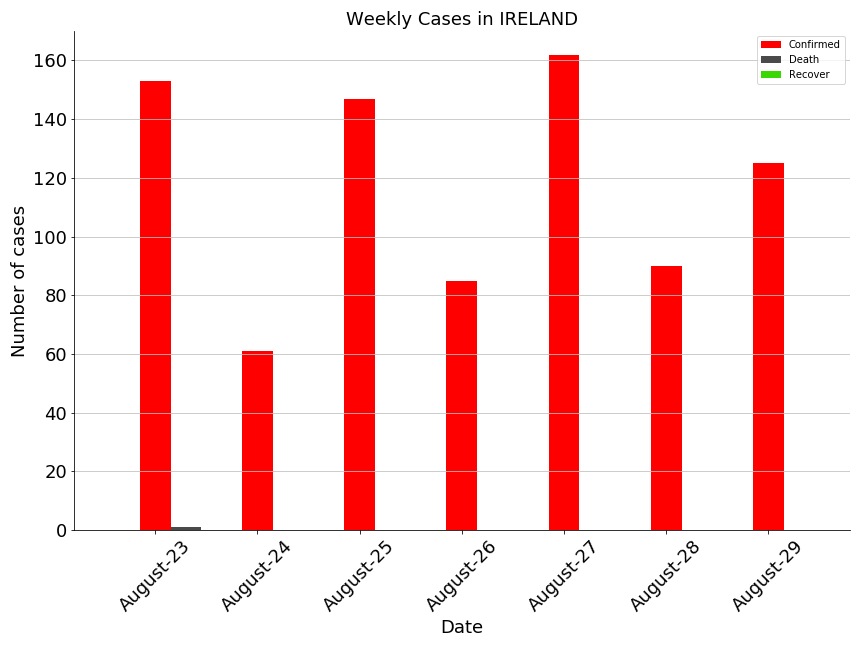 Weekly Cases in IRELAND
Confirmed
Death
Recover
Number of cases
160
140
120
100
80
60
40
20
0
August-23
August-24
August-25
August-26
August-27
August-28
August-29
Date